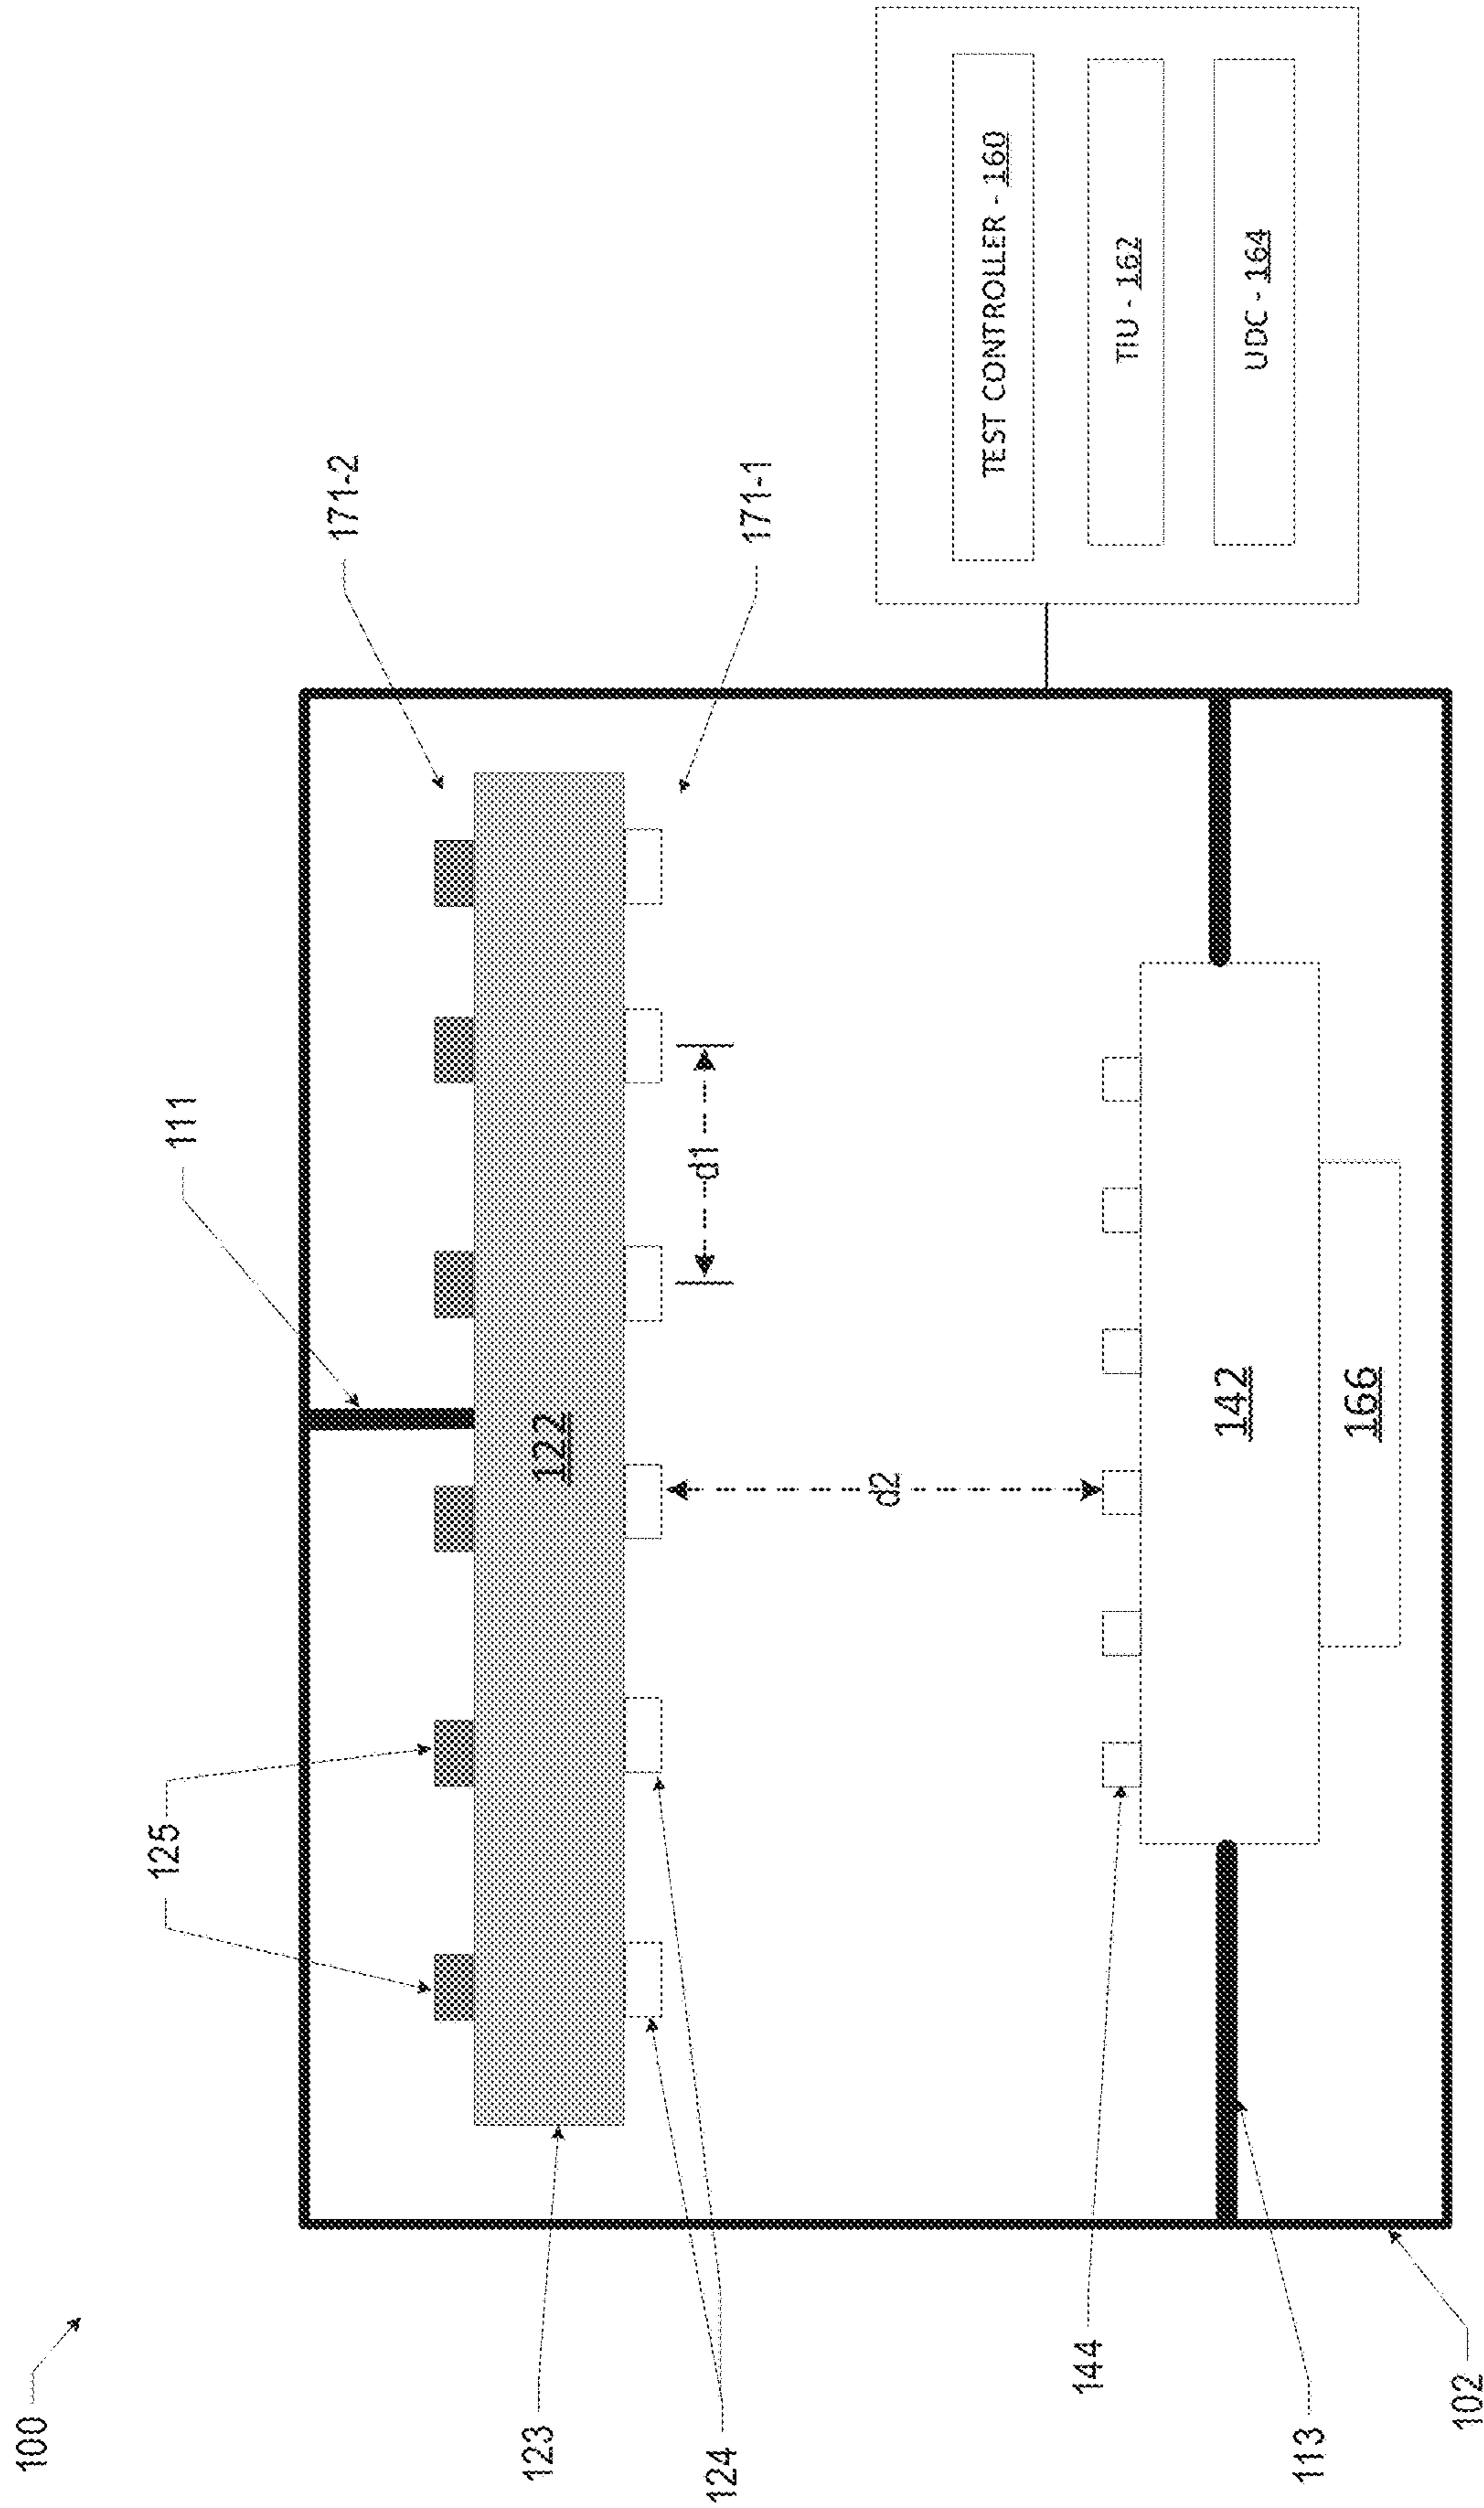 100
102
111
113
122
123
124
125
142
144
166
171-1
171-2
d1
d2
TEST CONTROLLER - 160
TIU - 162
UDC - 164